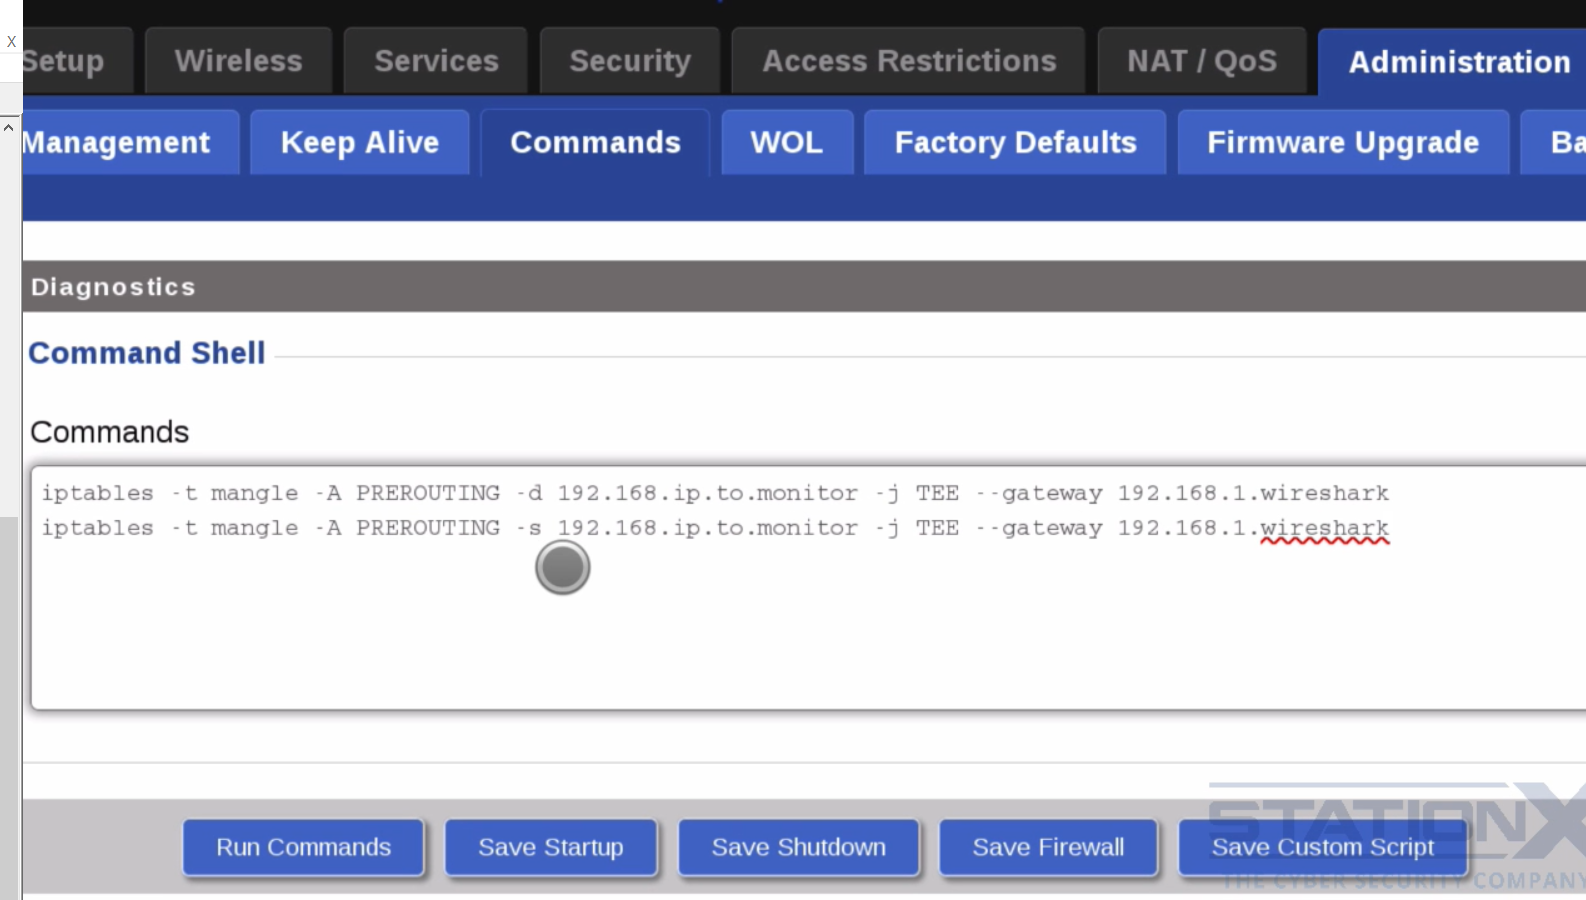 X
Setup Wireless Services Security Access Restrictions NAT / QoS Administration
Management Keep Alive Commands WOL Factory Defaults Firmware Upgrade Ba
Diagnostics
Command Shell
Commands
iptables -t mangle -A PREROUTING -d 192.168.ip.to.monitor -j TEE --gateway 192.168.1.wireshark
iptables -t mangle -A PREROUTING -s 192.168.ip.to.monitor -j TEE --gateway 192.168.1.wireshark
STATIONX
Run Commands Save Startup Save Shutdown Save Firewall Save Custom Script
THE CYBER SECURITY COMPANY